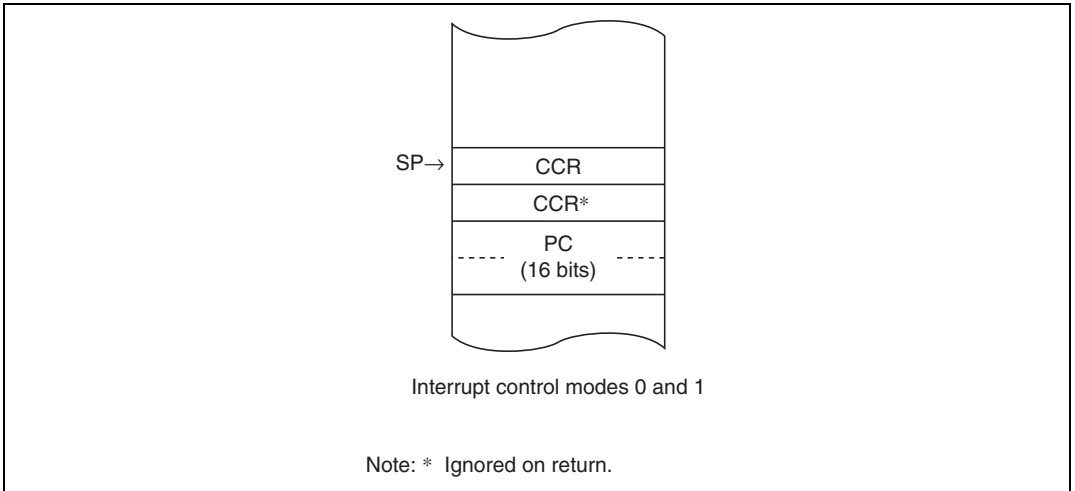 SP→
CCR
CCR*
PC
(16 bits)
Interrupt control modes 0 and 1
Note: * Ignored on return.